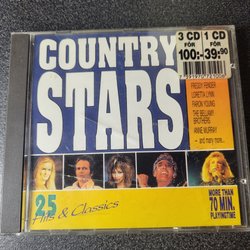 COUNTRY
STARS
3 CD 1 CD
FÖR FÖR
100:-39:90
FREDDY FENDER
LORETTA LYNN
FARON YOUNG
THE BELLAMY
BROTHERS
ANNE MURRAY
- and many more...
25
Hits & Classics
MORE THAN
70 MIN.
PLAYINGTIME